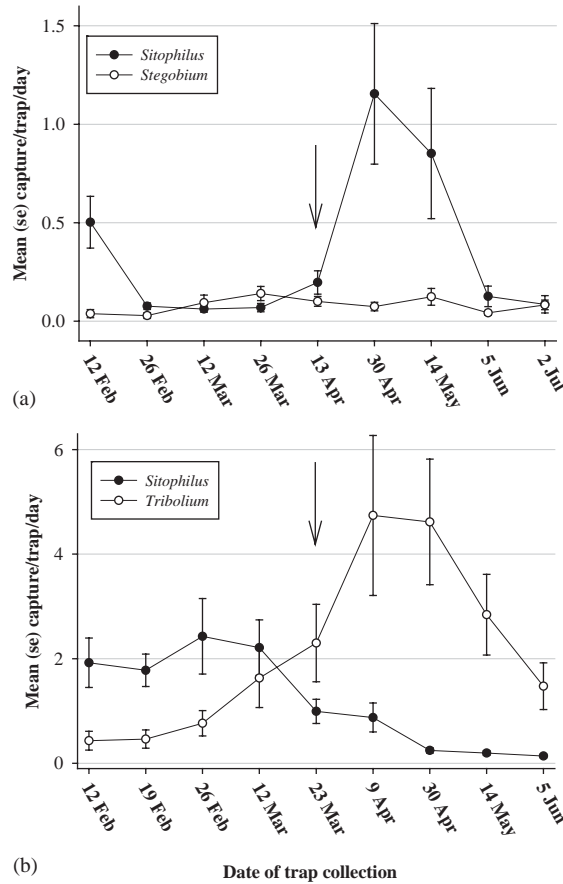 1.5
Sitophilus
Stegobium
1.0
0.5
0.0
Mean (se) capture/trap/day
12 Feb
26 Feb
12 Mar
26 Mar
13 Apr
30 Apr
14 May
5 Jun
2 Jul
(a)
6
Sitophilus
Tribolium
4
2
0
Mean (se) capture/trap/day
12 Feb
19 Feb
26 Feb
12 Mar
23 Mar
9 Apr
30 Apr
14 May
5 Jun
(b)
Date of trap collection